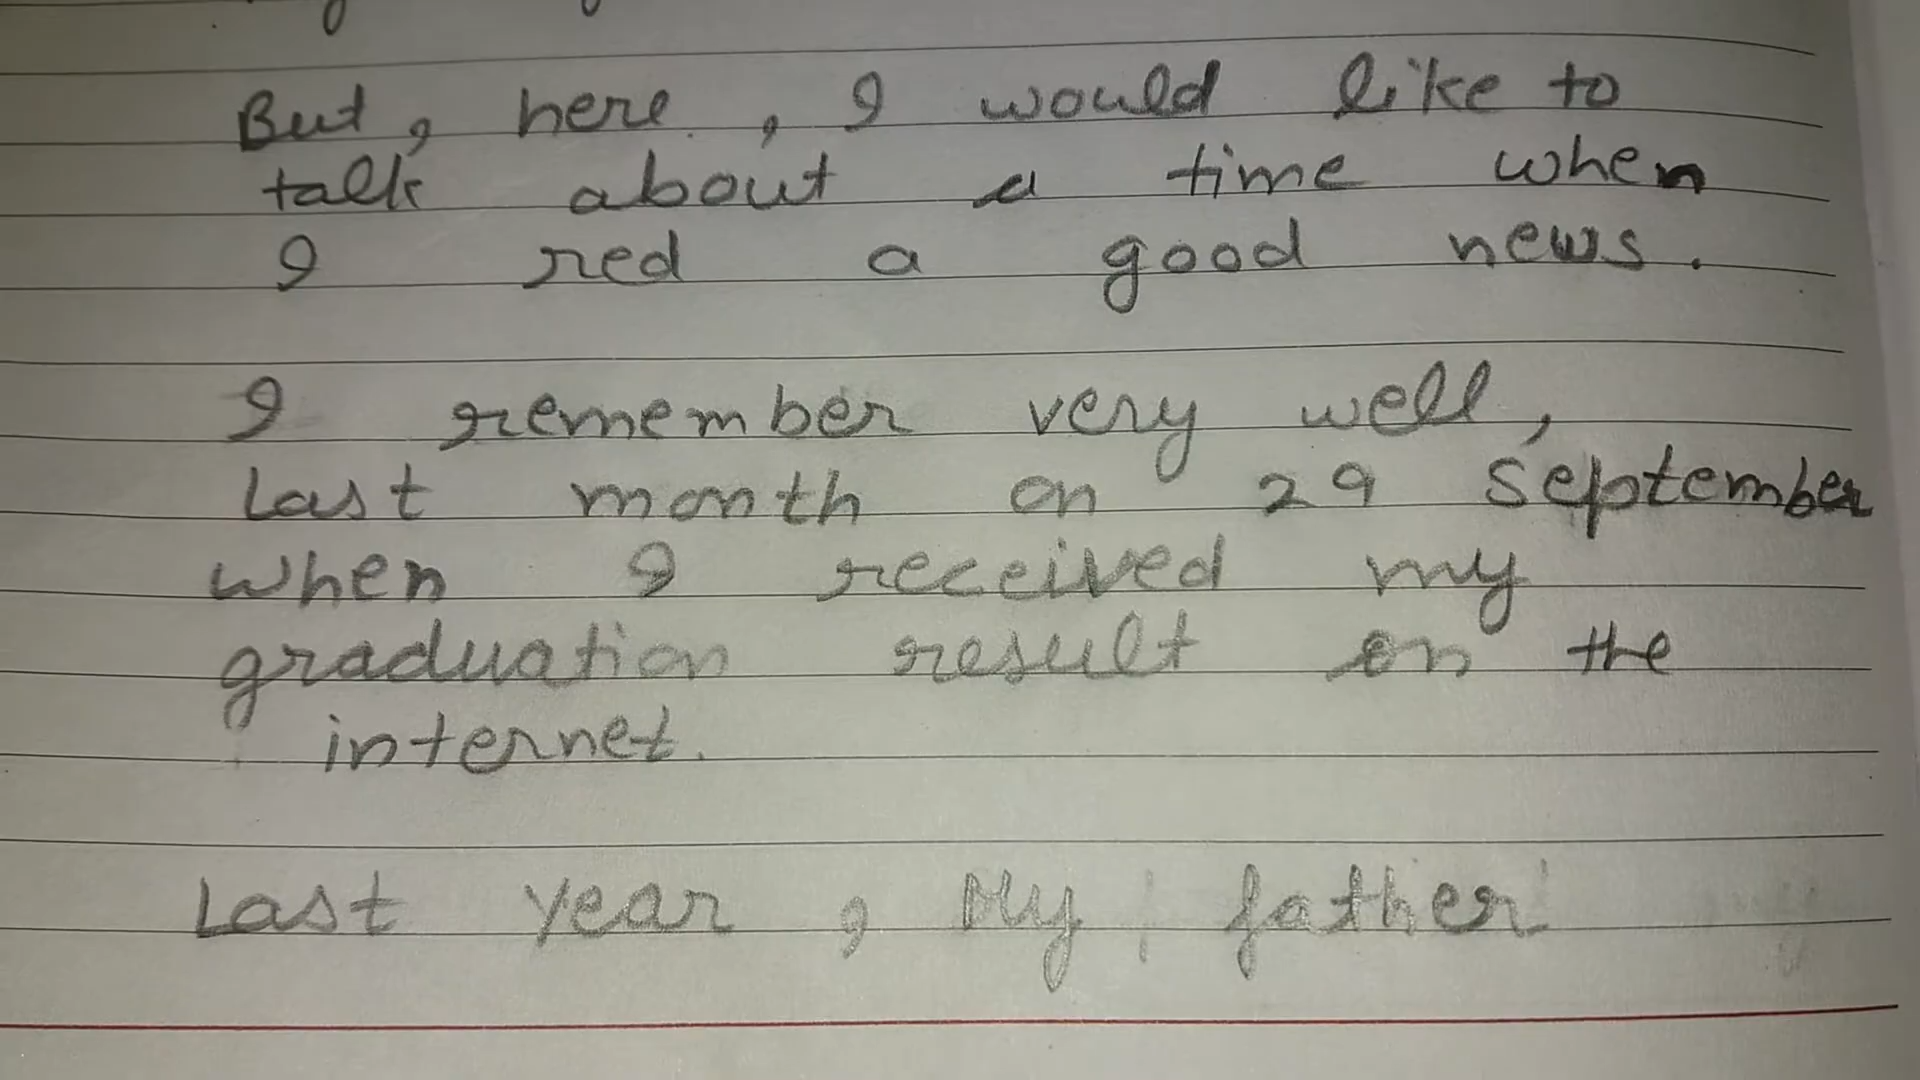 But, here, I would like to
talk about a time when
I red a good news.
I remember very well,
Last month on 29 September
when I received my
graduation result on the
internet.
Last year, My father